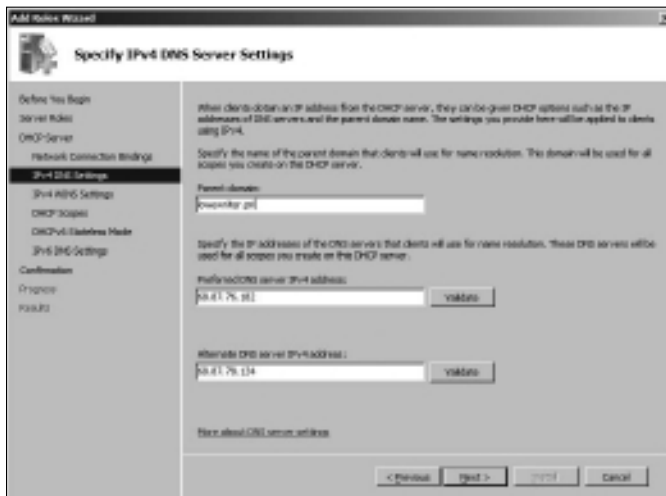 Add Roles Wizard
Specify IPv4 DNS Server Settings
Before You Begin
Server Roles
DHCP Server
Network Connection Bindings
IPv4 DNS Settings
IPv4 WINS Settings
DHCP Scopes
DHCPv6 Stateless Mode
IPv6 DNS Settings
Confirmation
Progress
Results
When clients obtain an IP address from the DHCP server, they can be given DHCP options such as the IP
addresses of DNS servers and the parent domain name. The settings you provide here will be applied to clients
using IPv4.
Specify the name of the parent domain that clients will use for name resolution. This domain will be used for all
scopes you create on this DHCP server.
Parent domain:
Specify the IP addresses of the DNS servers that clients will use for name resolution. These DNS servers will be
used for all scopes you create on this DHCP server.
Preferred DNS server IPv4 address:
Validate
Alternate DNS server IPv4 address:
Validate
More about DNS server settings
< Previous
Next >
Install
Cancel